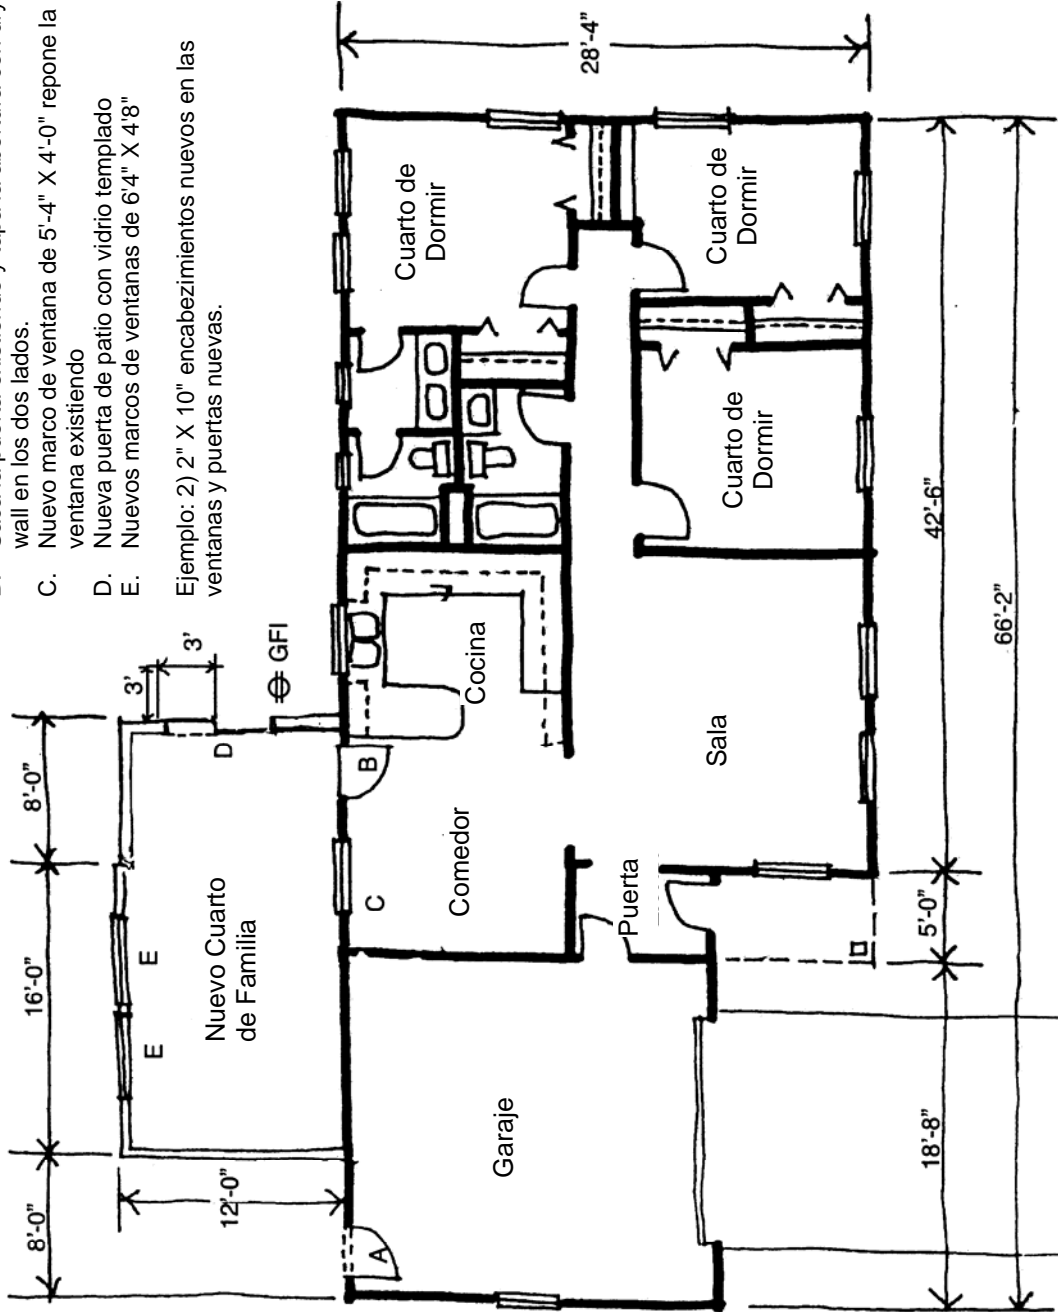 wall en los dos lados.
C. Nuevo marco de ventana de 5'-4" X 4'-0" repone la
ventana existiendo
D. Nueva puerta de patio con vidrio templado
E. Nuevos marcos de ventanas de 6'4" X 4'8"
Ejemplo: 2) 2" X 10" encabezimientos nuevos en las
ventanas y puertas nuevas.
8'-0"
16'-0"
8'-0"
12'-0"
3'
3'
GFI
E
E
D
Nuevo Cuarto
de Familia
A
C
B
Garaje
Comedor
Cocina
Cuarto de
Dormir
Puerta
Sala
Cuarto de
Dormir
Cuarto de
Dormir
28'-4"
18'-8"
5'-0"
42'-6"
66'-2"